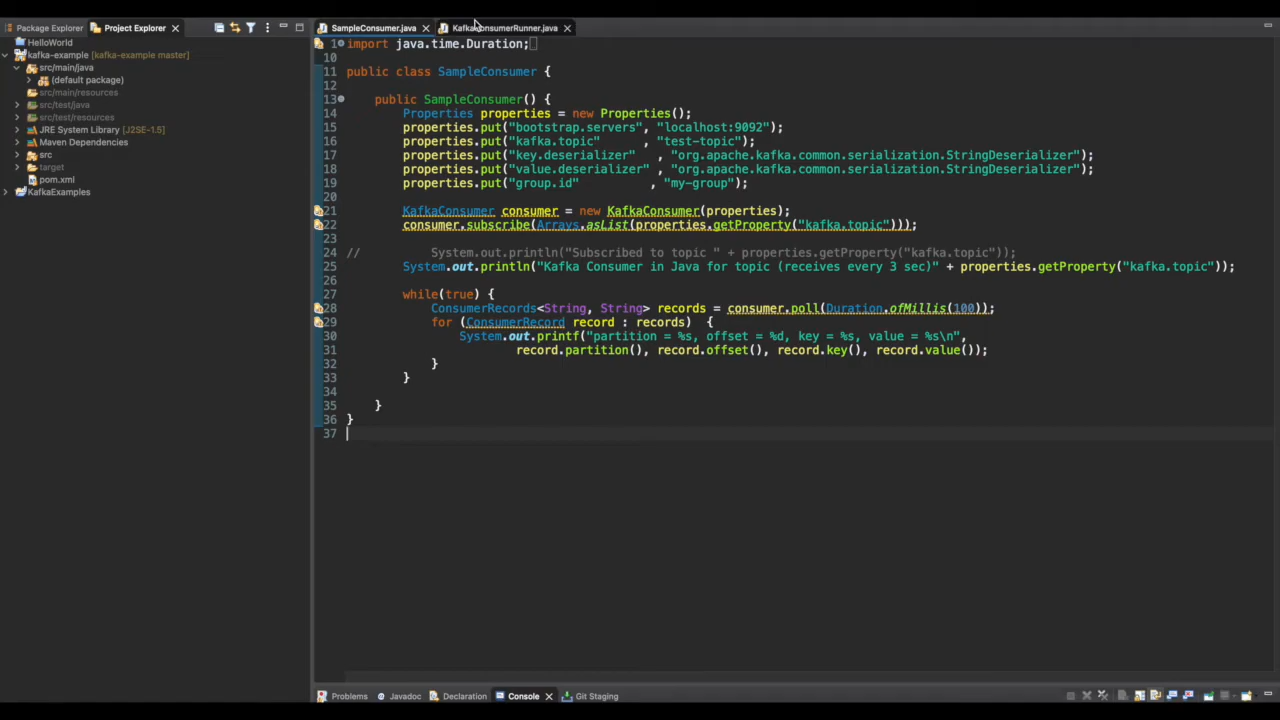 Package Explorer
Project Explorer
HelloWorld
kafka-example [kafka-example master]
src/main/java
(default package)
src/main/resources
src/test/java
src/test/resources
JRE System Library [J2SE-1.5]
Maven Dependencies
src
target
pom.xml
KafkaExamples
SampleConsumer.java
KafkaConsumerRunner.java
1 import java.time.Duration;
10
11 public class SampleConsumer {
12
13     public SampleConsumer() {
14         Properties properties = new Properties();
15         properties.put("bootstrap.servers", "localhost:9092");
16         properties.put("kafka.topic"      , "test-topic");
17         properties.put("key.deserializer" , "org.apache.kafka.common.serialization.StringDeserializer");
18         properties.put("value.deserializer" , "org.apache.kafka.common.serialization.StringDeserializer");
19         properties.put("group.id"          , "my-group");
20
21         KafkaConsumer consumer = new KafkaConsumer(properties);
22         consumer.subscribe(Arrays.asList(properties.getProperty("kafka.topic")));
23
24 //          System.out.println("Subscribed to topic " + properties.getProperty("kafka.topic"));
25         System.out.println("Kafka Consumer in Java for topic (receives every 3 sec)" + properties.getProperty("kafka.topic"));
26
27         while(true) {
28             ConsumerRecords<String, String> records = consumer.poll(Duration.ofMillis(100));
29             for (ConsumerRecord record : records)  {
30                 System.out.printf("partition = %s, offset = %d, key = %s, value = %s\n",
31                         record.partition(), record.offset(), record.key(), record.value());
32             }
33         }
34
35     }
36 }
37
Problems
@ Javadoc
Declaration
Console
Git Staging